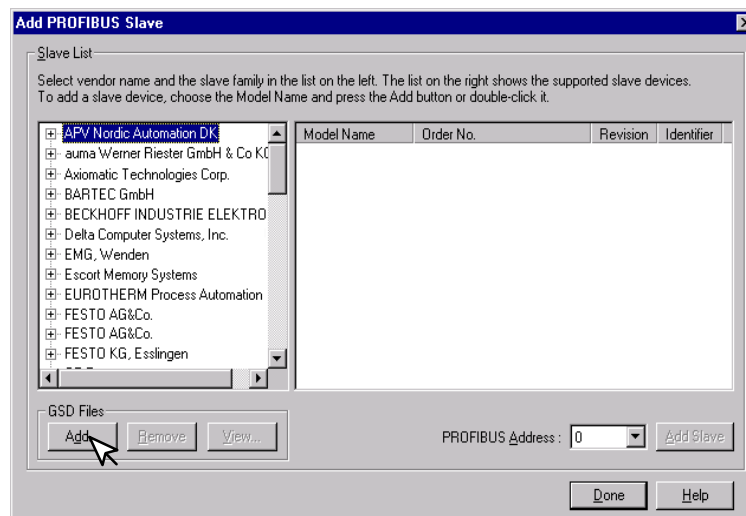 Add PROFIBUS Slave
Slave List
Select vendor name and the slave family in the list on the left. The list on the right shows the supported slave devices.
To add a slave device, choose the Model Name and press the Add button or double-click it.
Model Name Order No. Revision Identifier
APV Nordic Automation DK
auma Werner Riester GmbH & Co KG
Axiomatic Technologies Corp.
BARTEC GmbH
BECKHOFF INDUSTRIE ELEKTRO
Delta Computer Systems, Inc.
EMG, Wenden
Escort Memory Systems
EUROTHERM Process Automation
FESTO AG&Co.
FESTO AG&Co.
FESTO KG, Esslingen
GSD Files
Add... Remove View...
PROFIBUS Address : 0 Add Slave
Done Help